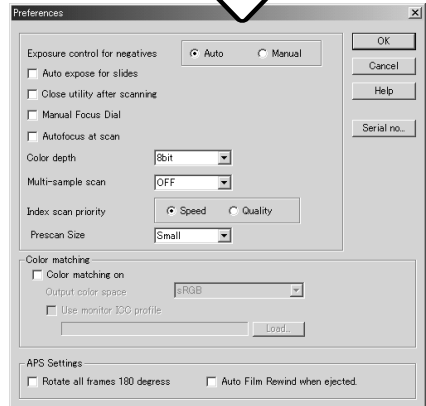 Preferences
OK
Exposure control for negatives Auto Manual
Cancel
Auto expose for slides
Close utility after scanning
Help
Manual Focus Dial
Autofocus at scan
Serial no...
Color depth 8bit
Multi-sample scan OFF
Index scan priority Speed Quality
Prescan Size Small
Color matching
Color matching on
Output color space sRGB
Use monitor ICC profile
Load...
APS Settings
Rotate all frames 180 degress Auto Film Rewind when ejected.